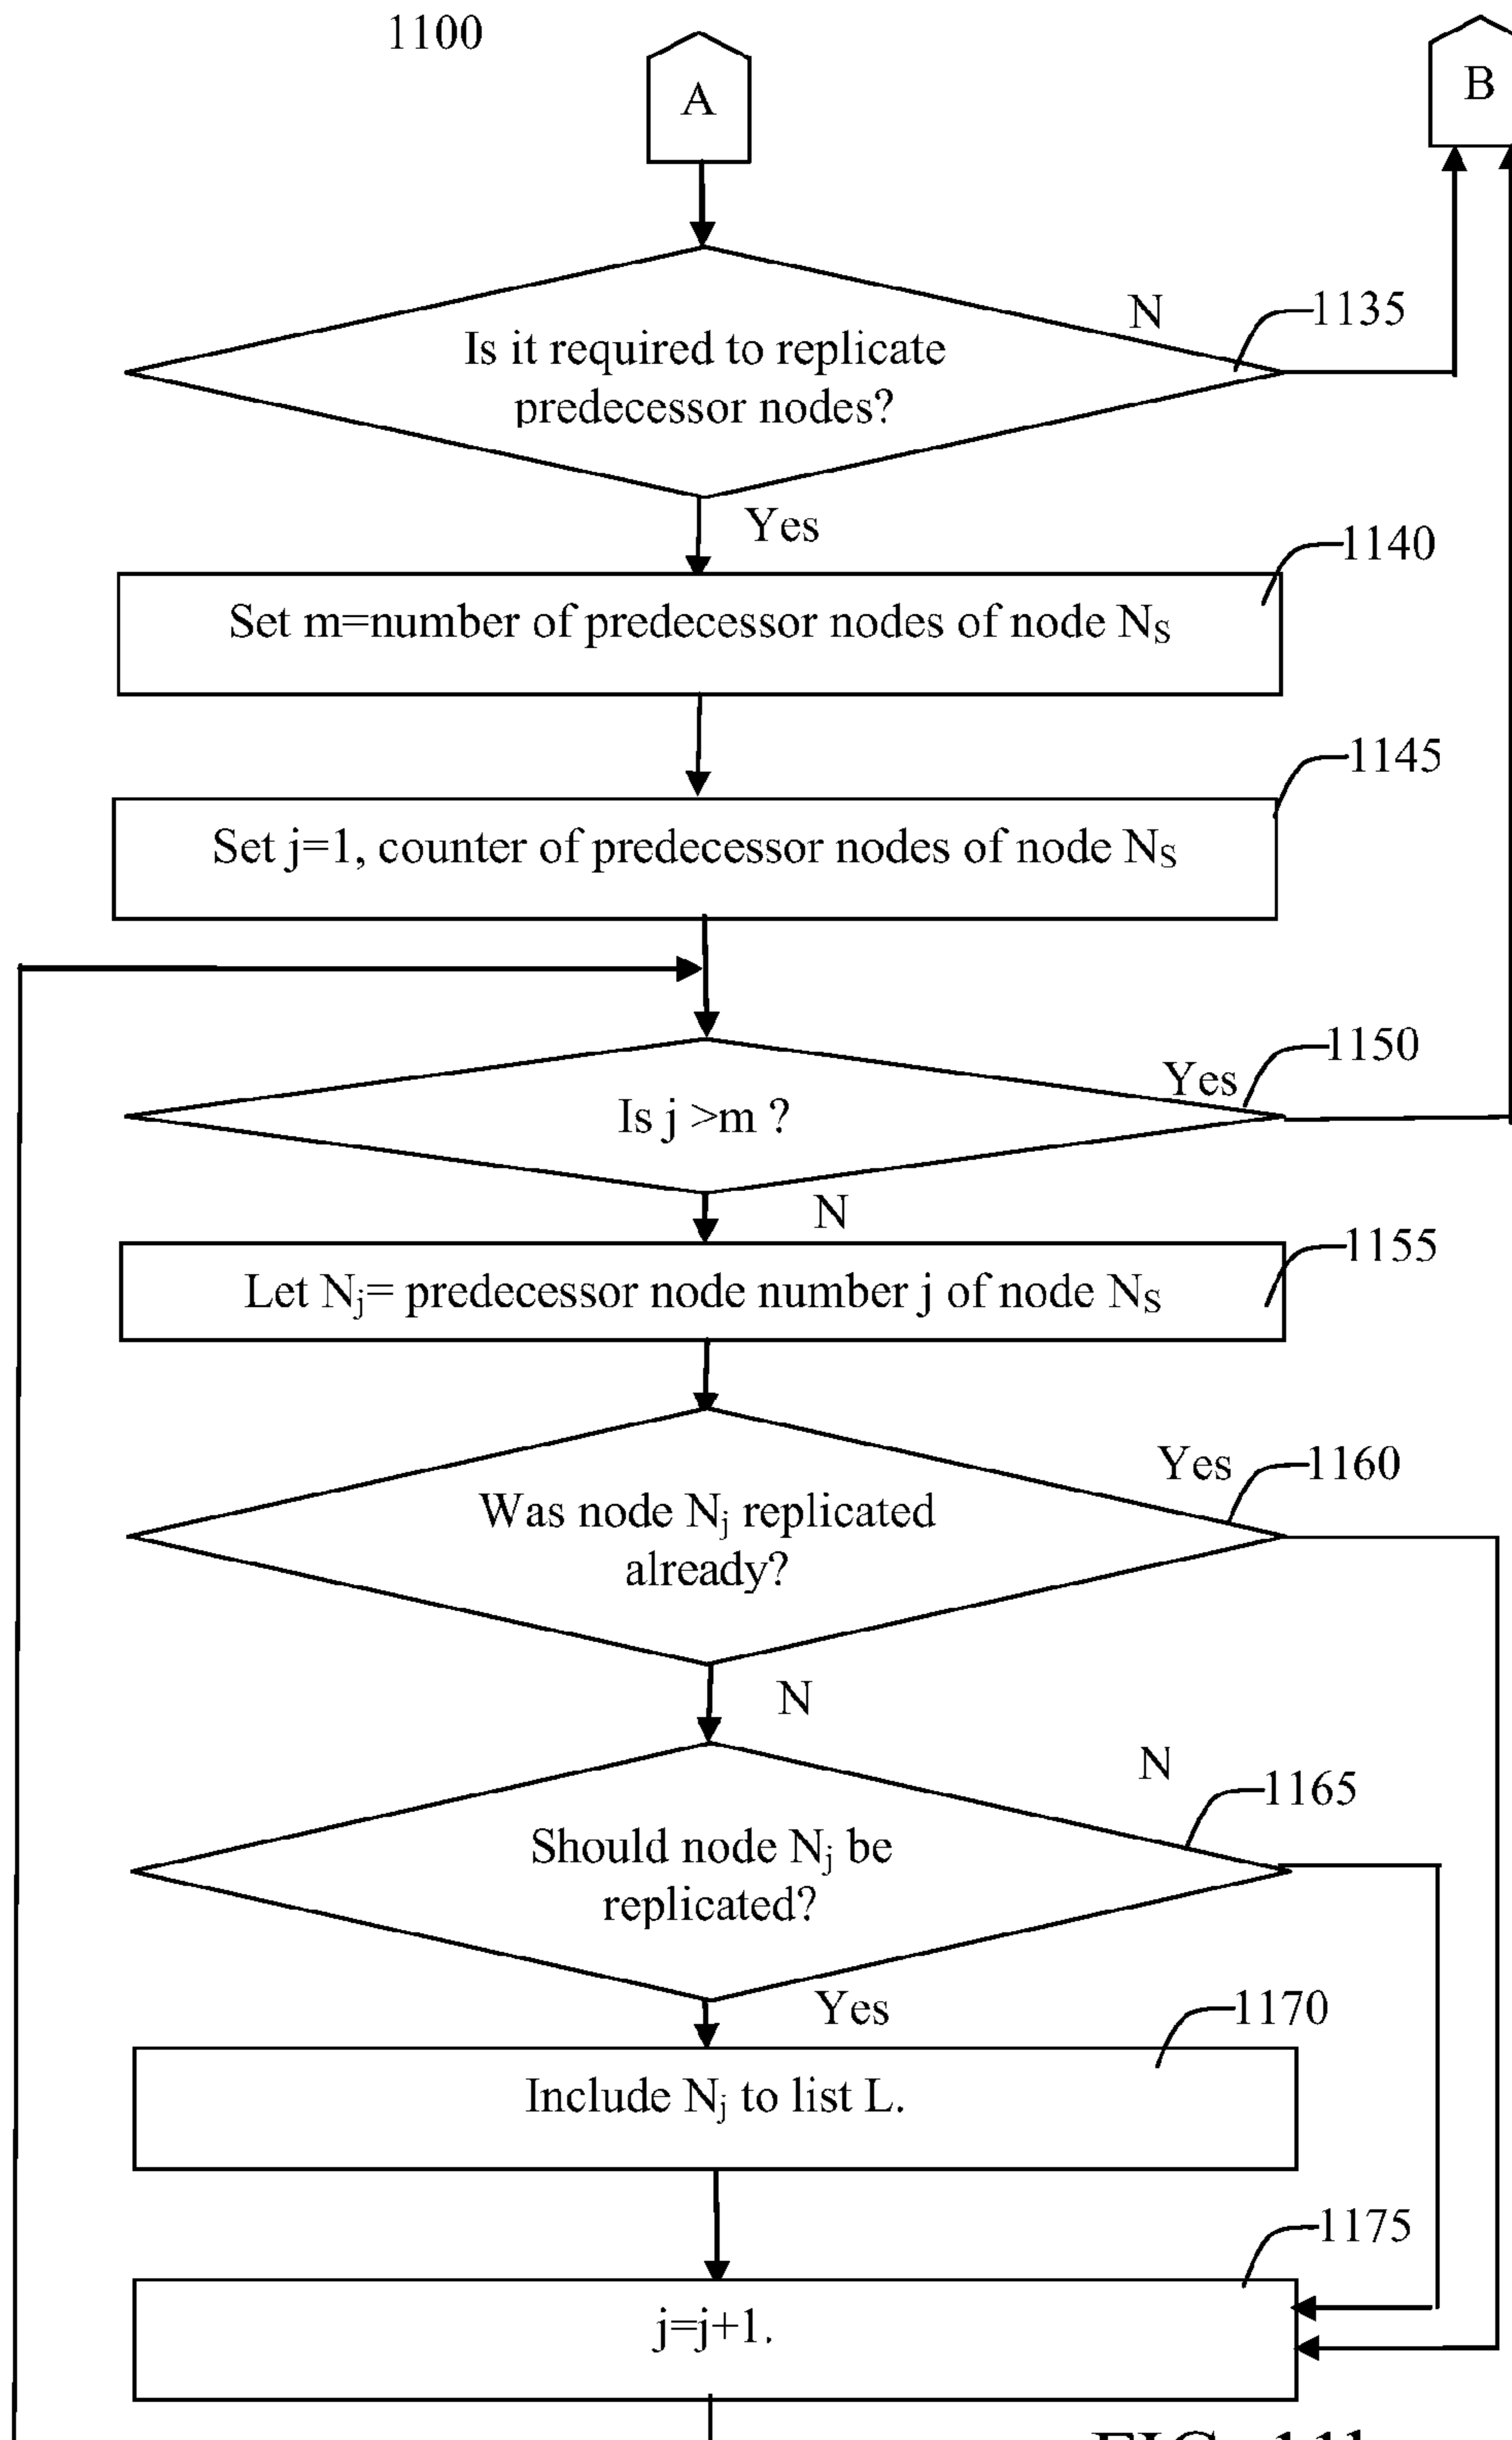 1100
A
B
N
1135
Is it required to replicate
predecessor nodes?
Yes
1140
Set m=number of predecessor nodes of node NS
1145
Set j=1, counter of predecessor nodes of node NS
1150
Yes
Is j >m ?
N
1155
Let Nj= predecessor node number j of node NS
Yes
1160
Was node Nj replicated
already?
N
N
1165
Should node Nj be
replicated?
Yes
1170
Include Nj to list L.
1175
j=j+1.